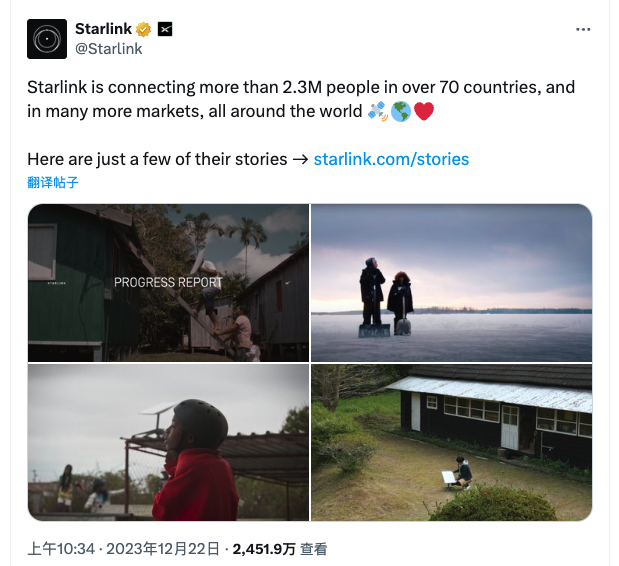 Starlink
@Starlink
Starlink is connecting more than 2.3M people in over 70 countries, and
in many more markets, all around the world 🛰️🌎❤️
Here are just a few of their stories → starlink.com/stories
翻译帖子
STARLINK
PROGRESS REPORT
上午10:34 · 2023年12月22日 · 2,451.9万 查看